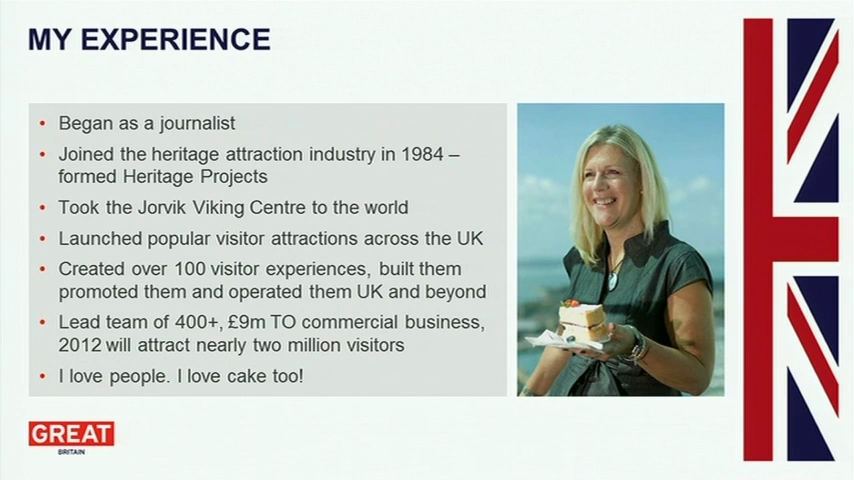 MY EXPERIENCE
• Began as a journalist
• Joined the heritage attraction industry in 1984 –
formed Heritage Projects
• Took the Jorvik Viking Centre to the world
• Launched popular visitor attractions across the UK
• Created over 100 visitor experiences, built them
promoted them and operated them UK and beyond
• Lead team of 400+, £9m TO commercial business,
2012 will attract nearly two million visitors
• I love people. I love cake too!
GREAT
BRITAIN